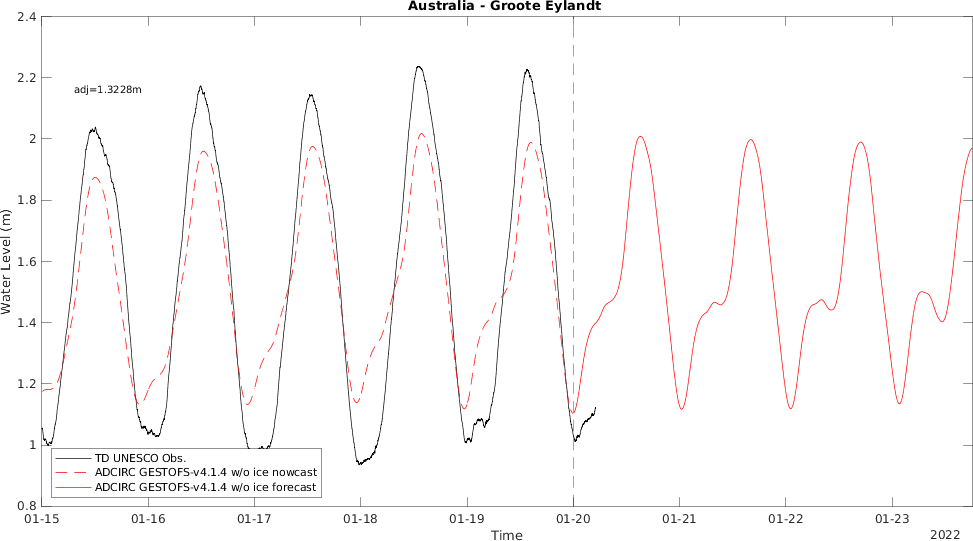 Australia - Groote Eylandt
2.4
2.2
2
1.8
1.6
1.4
1.2
1
0.8
Water Level (m)
adj=1.3228m
TD UNESCO Obs.
ADCIRC GESTOFS-v4.1.4 w/o ice nowcast
ADCIRC GESTOFS-v4.1.4 w/o ice forecast
01-15 01-16 01-17 01-18 01-19 01-20 01-21 01-22 01-23
Time
2022